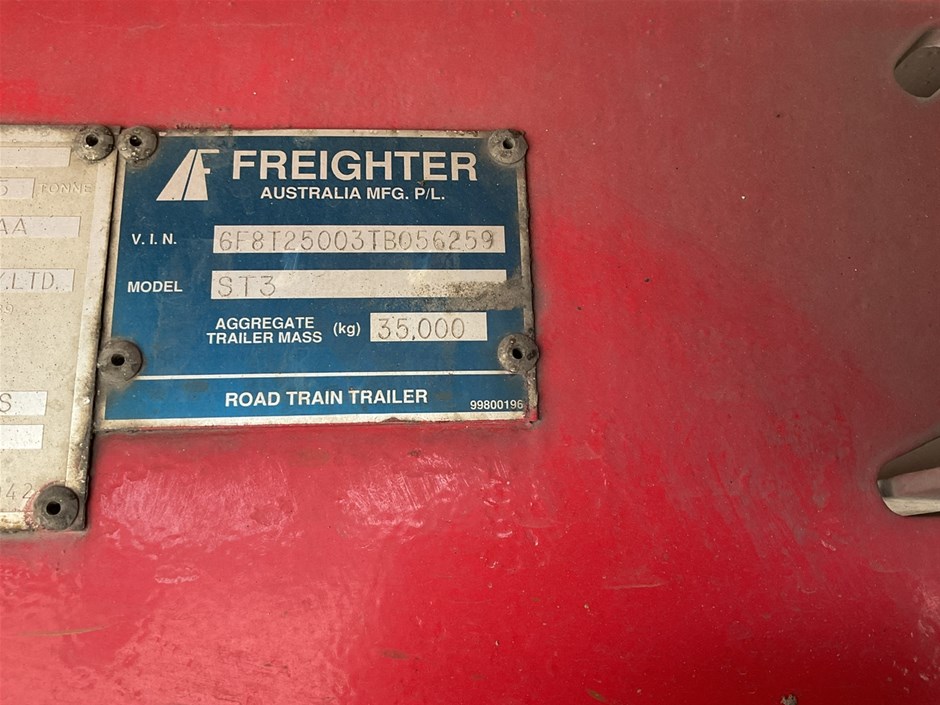 5 TONNE
AA
Y.LTD.
S
42
FREIGHTER
AUSTRALIA MFG. P/L.
V.I.N. 6F8T25003TB056259
MODEL ST3
AGGREGATE
TRAILER MASS (kg) 35,000
ROAD TRAIN TRAILER
99800196